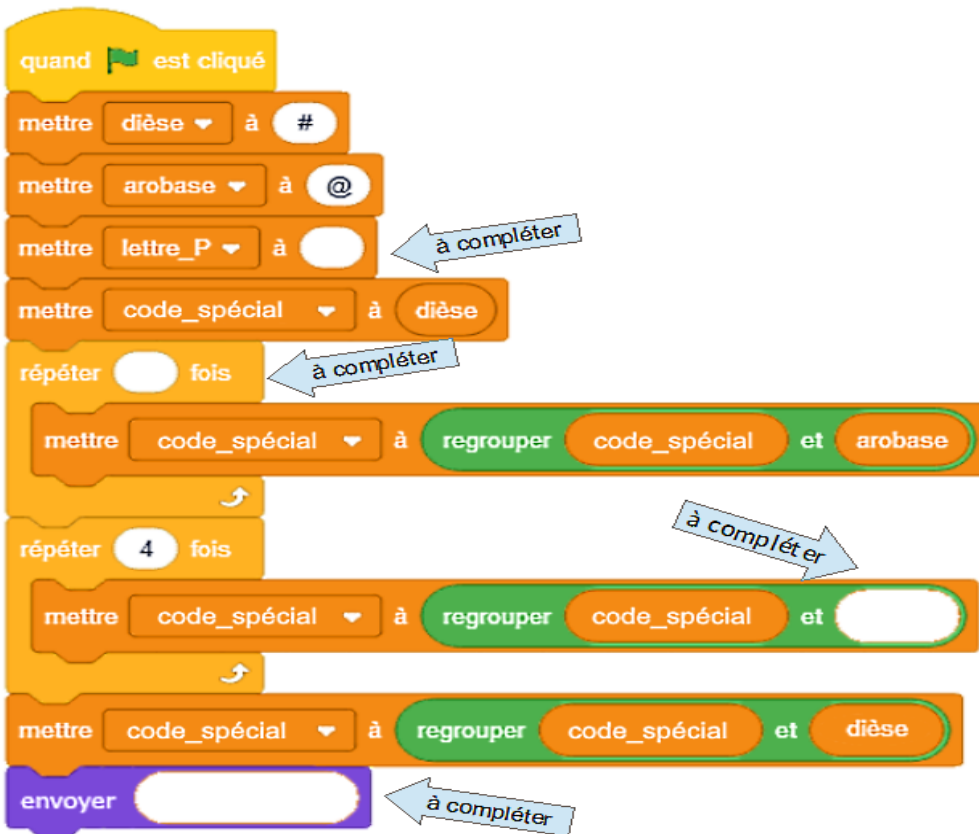 quand est cliqué
mettre dièse à #
mettre arobase à @
mettre lettre_P à
à compléter
mettre code_spécial à dièse
répéter fois
à compléter
mettre code_spécial à regrouper code_spécial et arobase
répéter 4 fois
à compléter
mettre code_spécial à regrouper code_spécial et
mettre code_spécial à regrouper code_spécial et dièse
envoyer
à compléter